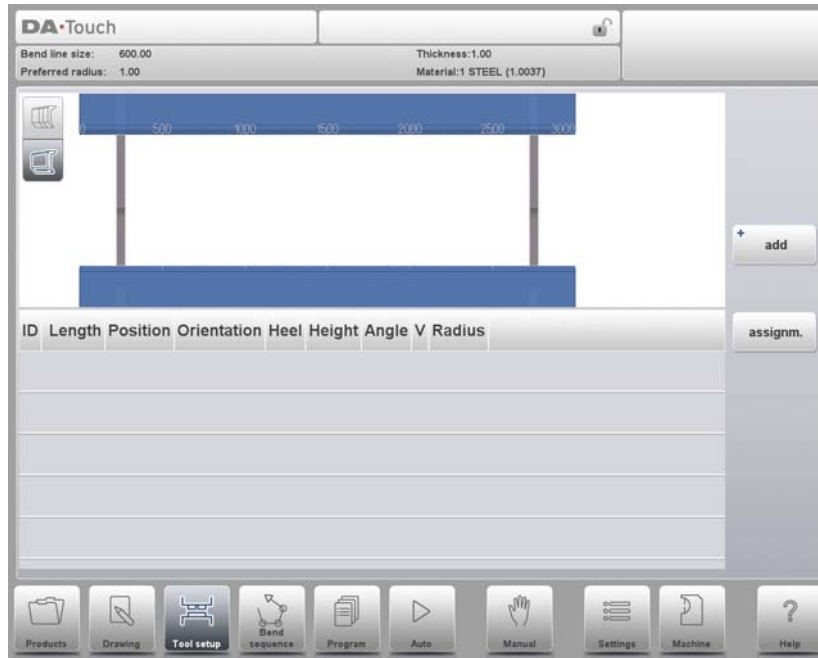 DA·Touch
Bend line size: 600.00 Thickness:1.00
Preferred radius: 1.00 Material:1 STEEL (1.0037)
0 500 1000 1500 2000 2500 3000
+ add
ID Length Position Orientation Heel Height Angle V Radius
assignm.
Products Drawing Tool setup Bend sequence Program Auto Manual Settings Machine ? Help